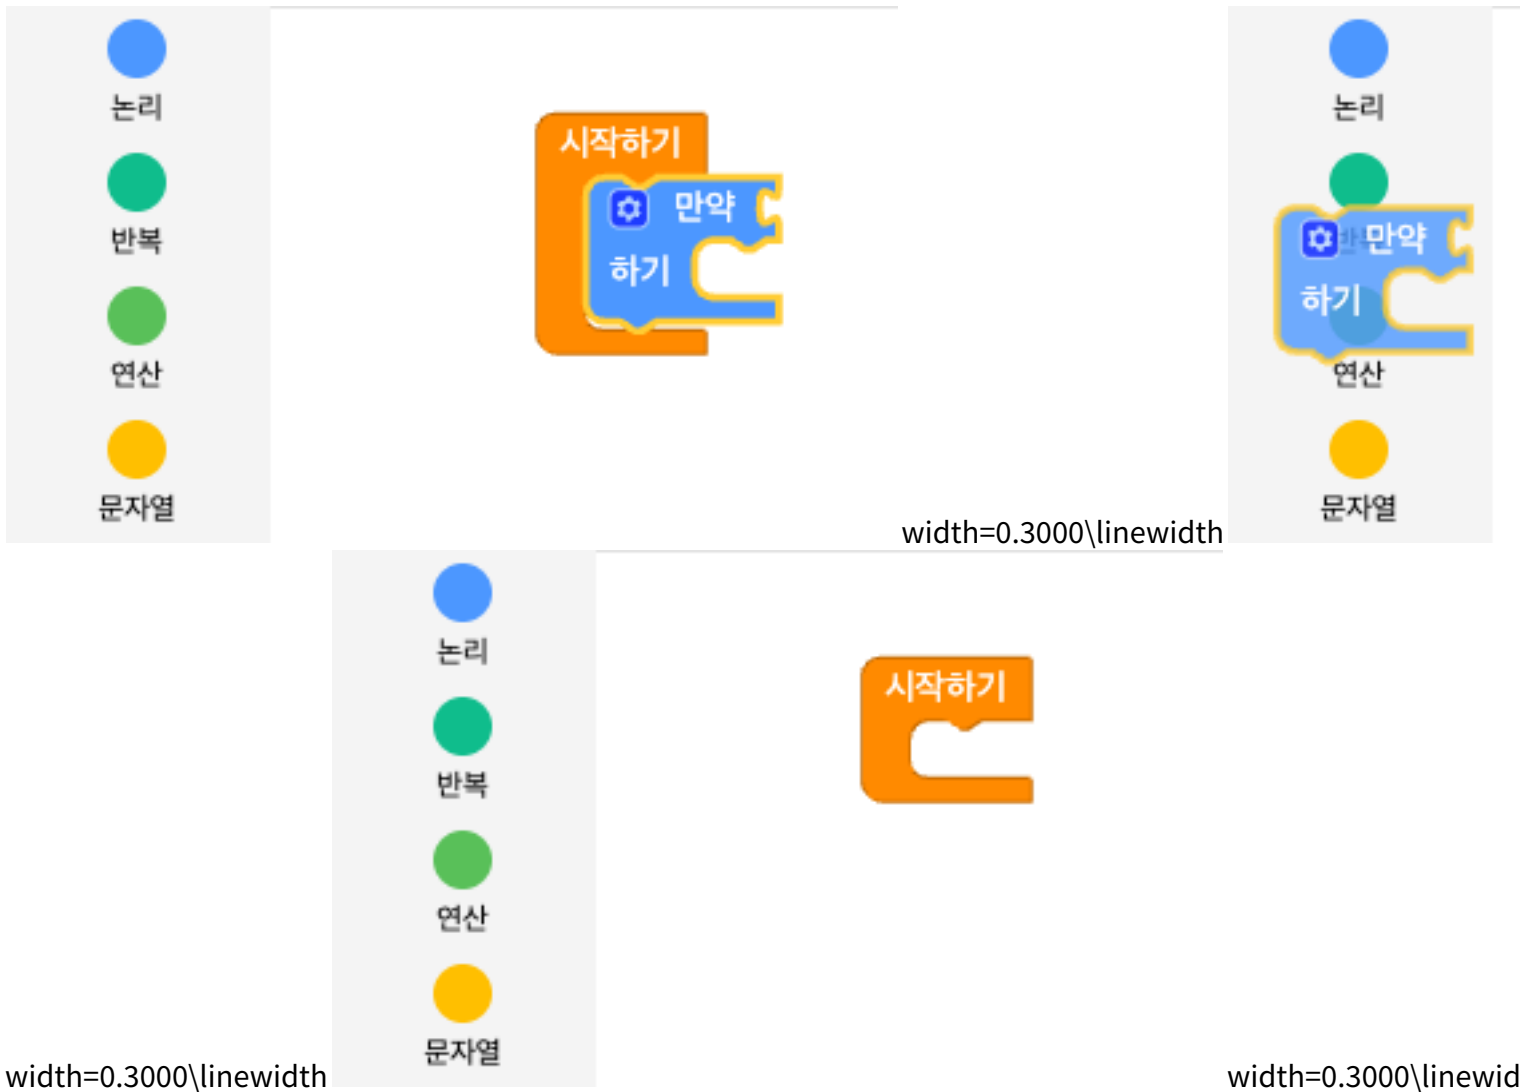 논리
반복
연산
문자열
시작하기
만약
하기
width=0.3000\linewidth
논리
만약
하기
연산
문자열
width=0.3000\linewidth
논리
반복
연산
문자열
시작하기
width=0.3000\linewid